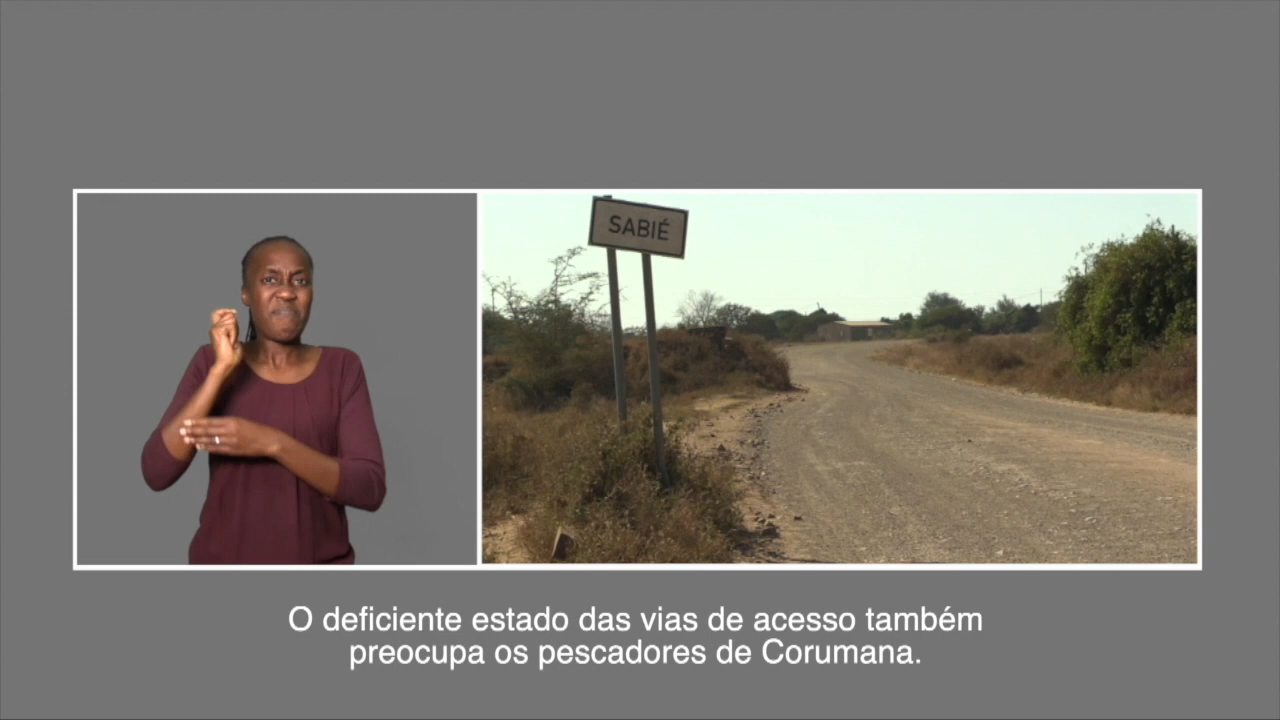 SABIÉ
O deficiente estado das vias de acesso também
preocupa os pescadores de Corumana.